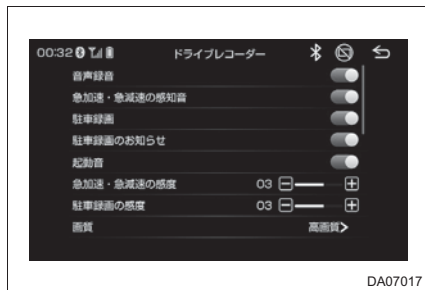 00:32 ドライブレコーダー
音声録音
急加速・急減速の感知音
駐車録画
駐車録画のお知らせ
起動音
急加速・急減速の感度 03
駐車録画の感度 03
画質 高画質>
DA07017